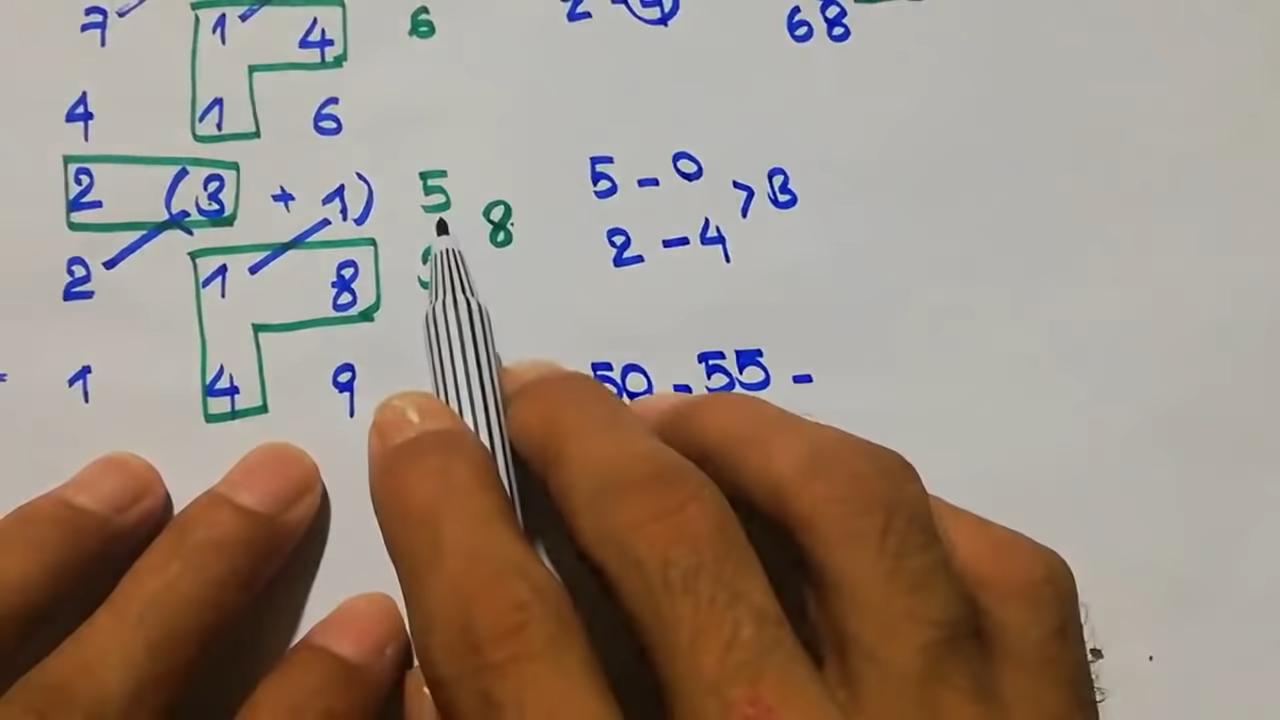 7 1 4 6 2 - 68
4 1 6
2 (3 + 1) 5 5 - 0
8 > B
2 1 8 3 2 - 4
- 1 4 9 50 - 55 -